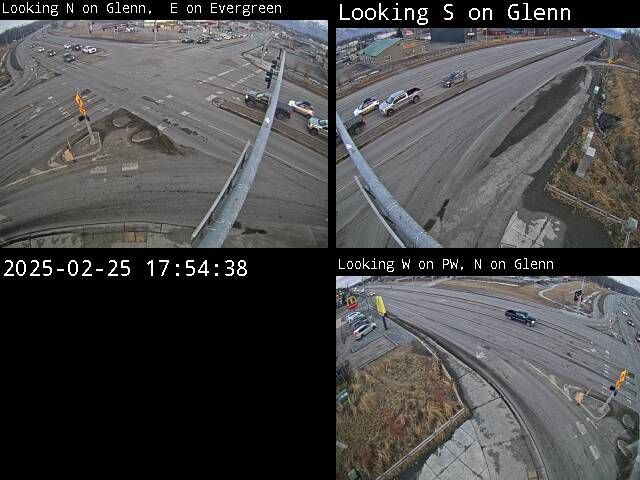 Looking N on Glenn,  E on Evergreen
Looking S on Glenn
2025-02-25 17:54:38
Looking W on PW, N on Glenn